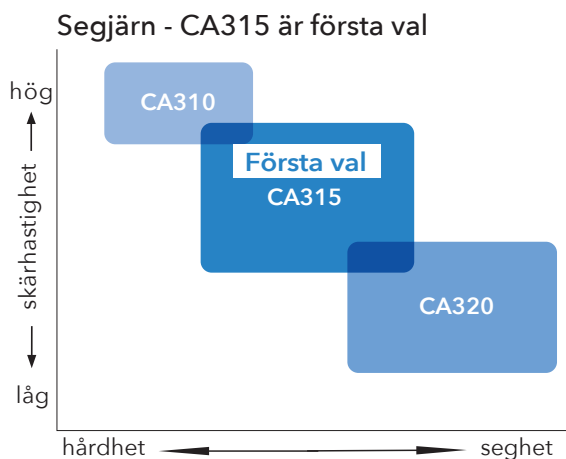 Segjärn - CA315 är första val
hög
CA310
Första val
CA315
skärhastighet
CA320
låg
hårdhet
seghet